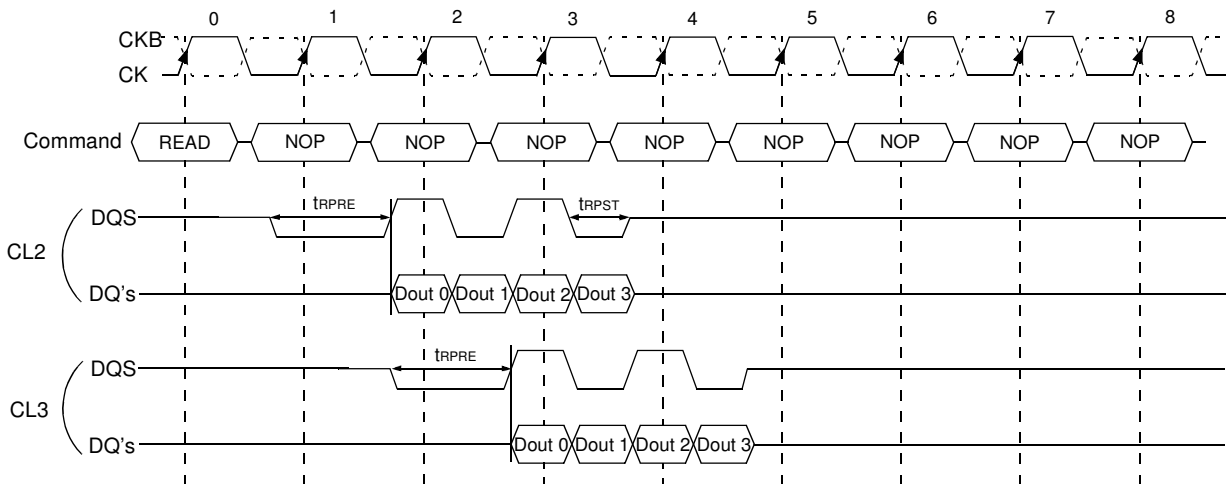 0 1 2 3 4 5 6 7 8
CKB
CK
Command READ NOP NOP NOP NOP NOP NOP NOP NOP
tRPRE tRPST
DQS
CL2
DQ's Dout 0 Dout 1 Dout 2 Dout 3
tRPRE
DQS
CL3
DQ's Dout 0 Dout 1 Dout 2 Dout 3